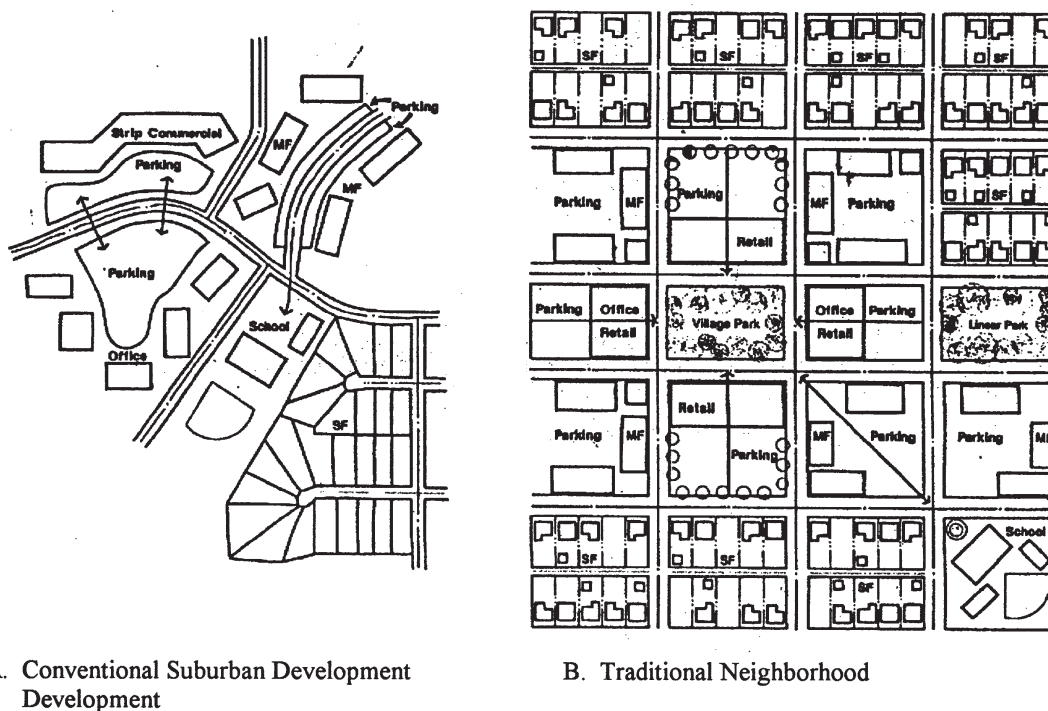 Parking
Strip Commercial
MF
Parking
MF
Parking
School
Office
SF
SF
SF
SF
SF
Parking
MF
Parking
Retail
MF
Parking
SF
Parking
Office
Retail
Village Park
Office
Parking
Retail
Linear Park
Parking
MF
Retail
Parking
MF
Parking
Parking
SF
SF
SF
School
Conventional Suburban Development
Development
B. Traditional Neighborhood